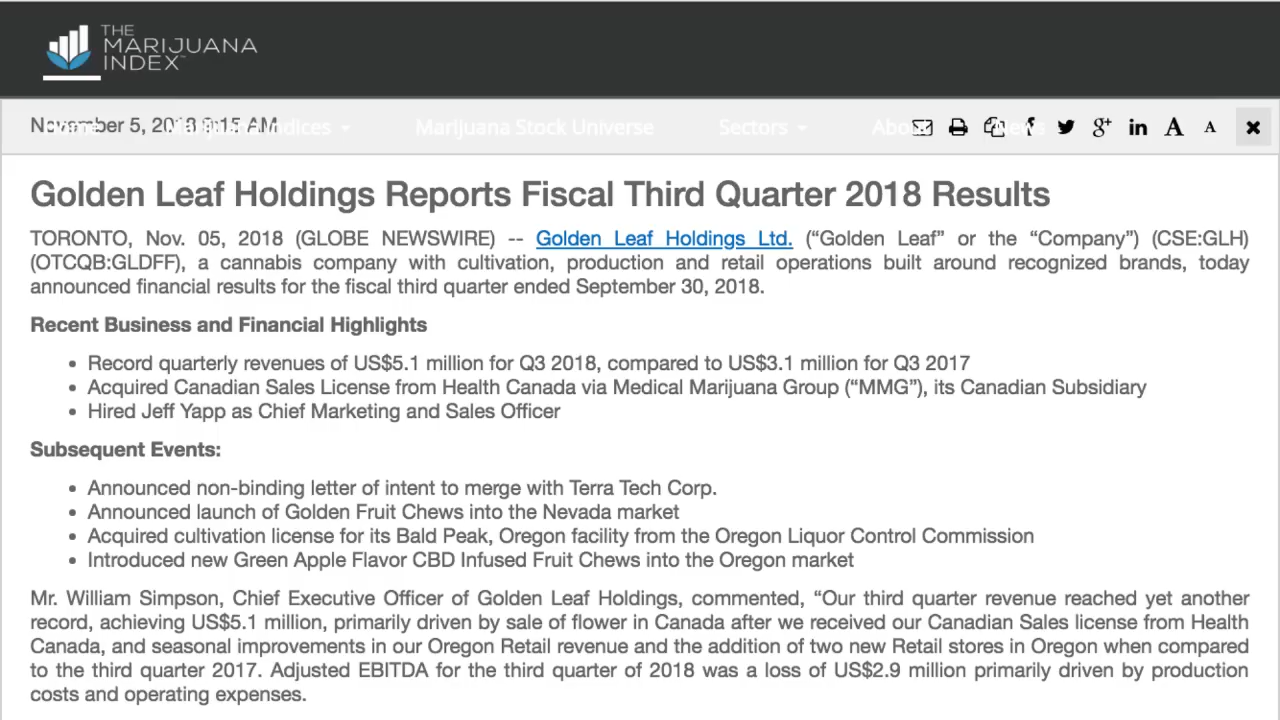 THE
MARIJUANA
INDEX™
November 5, 2018 9:15 AM
Home Marijuana Indices Marijuana Stock Universe Sectors About News
Golden Leaf Holdings Reports Fiscal Third Quarter 2018 Results
TORONTO, Nov. 05, 2018 (GLOBE NEWSWIRE) -- Golden Leaf Holdings Ltd. (“Golden Leaf” or the “Company”) (CSE:GLH)
(OTCQB:GLDFF), a cannabis company with cultivation, production and retail operations built around recognized brands, today
announced financial results for the fiscal third quarter ended September 30, 2018.
Recent Business and Financial Highlights
• Record quarterly revenues of US$5.1 million for Q3 2018, compared to US$3.1 million for Q3 2017
• Acquired Canadian Sales License from Health Canada via Medical Marijuana Group (“MMG”), its Canadian Subsidiary
• Hired Jeff Yapp as Chief Marketing and Sales Officer
Subsequent Events:
• Announced non-binding letter of intent to merge with Terra Tech Corp.
• Announced launch of Golden Fruit Chews into the Nevada market
• Acquired cultivation license for its Bald Peak, Oregon facility from the Oregon Liquor Control Commission
• Introduced new Green Apple Flavor CBD Infused Fruit Chews into the Oregon market
Mr. William Simpson, Chief Executive Officer of Golden Leaf Holdings, commented, “Our third quarter revenue reached yet another
record, achieving US$5.1 million, primarily driven by sale of flower in Canada after we received our Canadian Sales license from Health
Canada, and seasonal improvements in our Oregon Retail revenue and the addition of two new Retail stores in Oregon when compared
to the third quarter 2017. Adjusted EBITDA for the third quarter of 2018 was a loss of US$2.9 million primarily driven by production
costs and operating expenses.